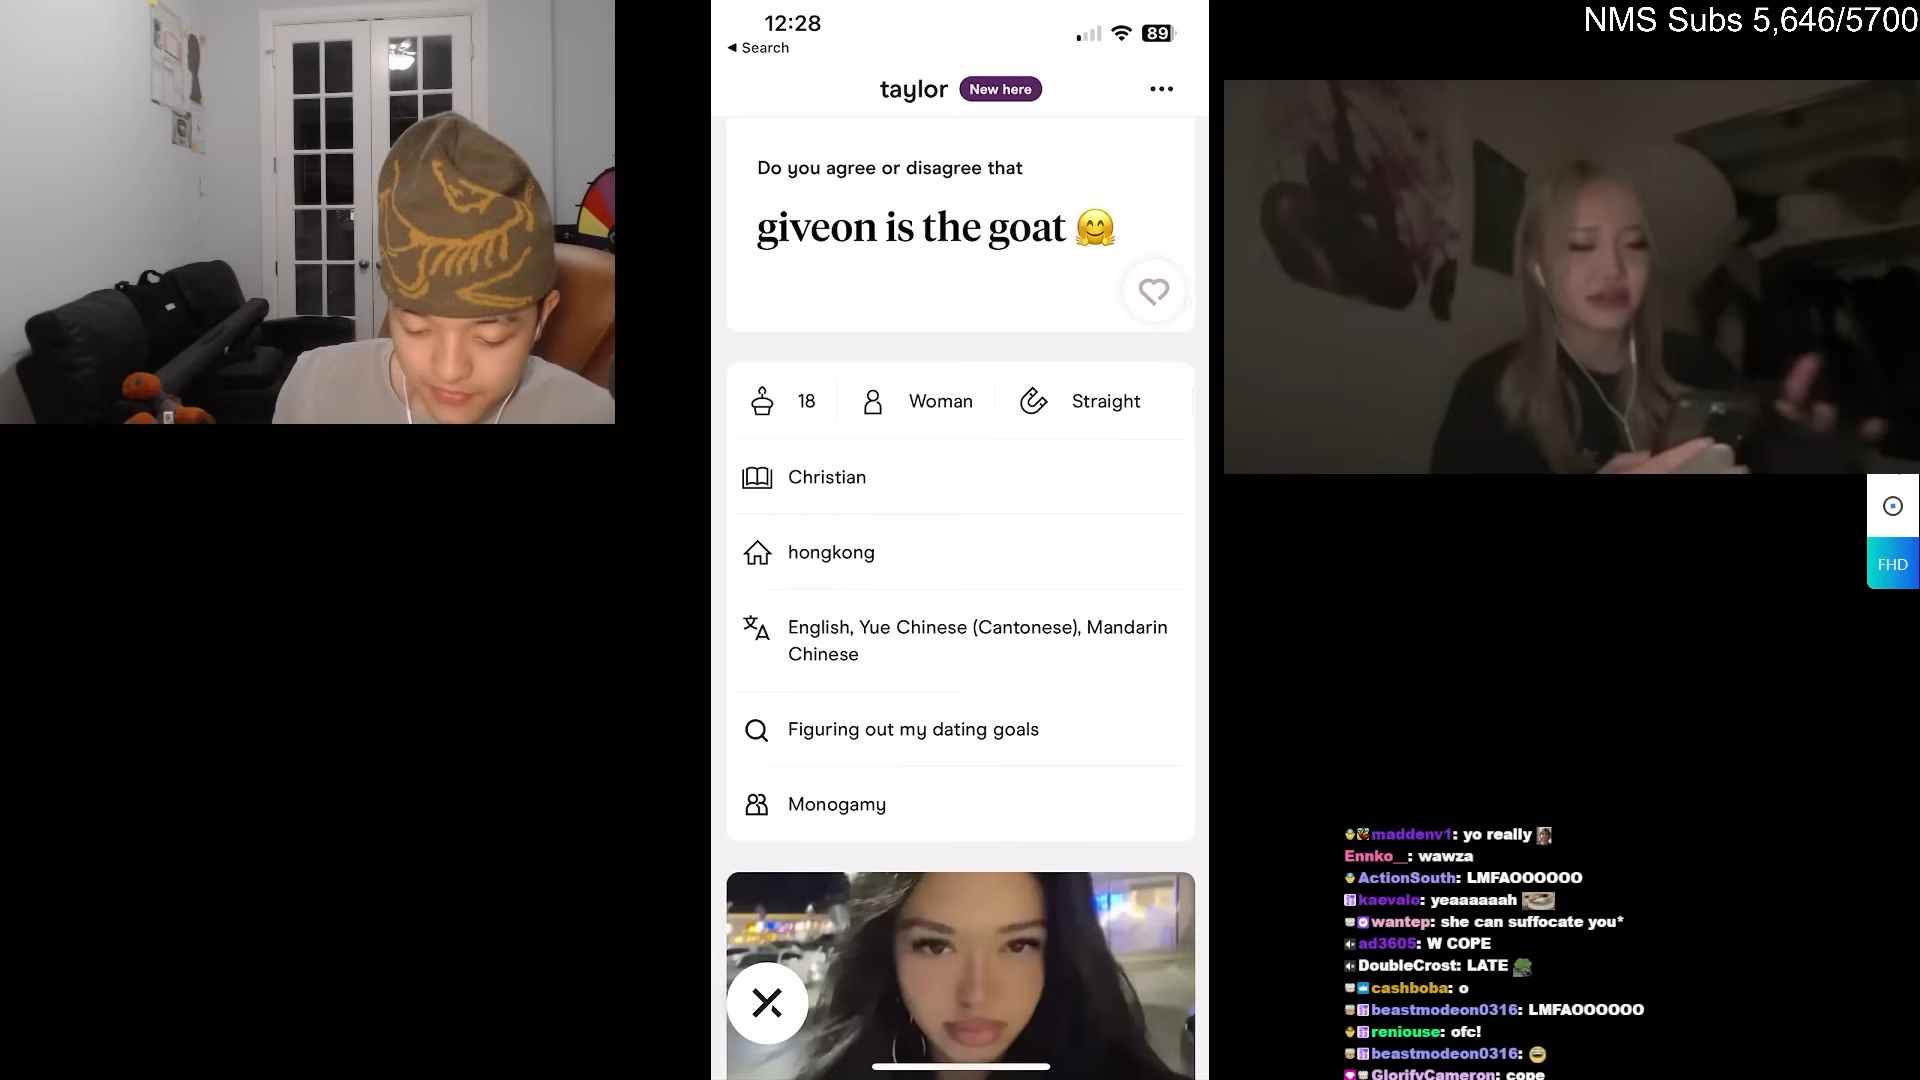 NMS Subs 5,646/5700
12:28
89
◀ Search
taylor New here
Do you agree or disagree that
giveon is the goat 🤗
18 Woman Straight
Christian
hongkong
English, Yue Chinese (Cantonese), Mandarin
Chinese
Figuring out my dating goals
Monogamy
FHD
maddenv1: yo really
Ennko__: wawza
ActionSouth: LMFAOOOOOO
kaevalo: yeaaaaaah
wantep: she can suffocate you*
ad3605: W COPE
DoubleCrost: LATE
cashboba: o
beastmodeon0316: LMFAOOOOOO
reniouse: ofc!
beastmodeon0316:
GlorifyCameron: cope